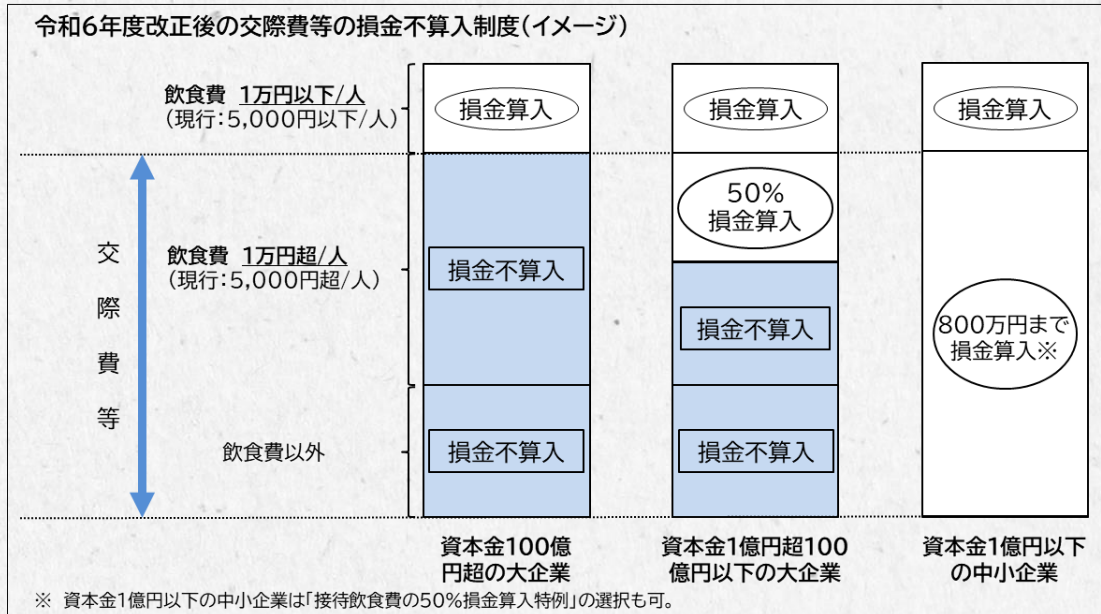 令和6年度改正後の交際費等の損金不算入制度(イメージ)
飲食費 1万円以下/人
(現行:5,000円以下/人)
損金算入
損金算入
損金算入
交際費等
飲食費 1万円超/人
(現行:5,000円超/人)
損金不算入
50%
損金算入
損金不算入
800万円まで
損金算入※
飲食費以外
損金不算入
損金不算入
資本金100億
円超の大企業
資本金1億円超100
億円以下の大企業
資本金1億円以下
の中小企業
※ 資本金1億円以下の中小企業は「接待飲食費の50%損金算入特例」の選択も可。